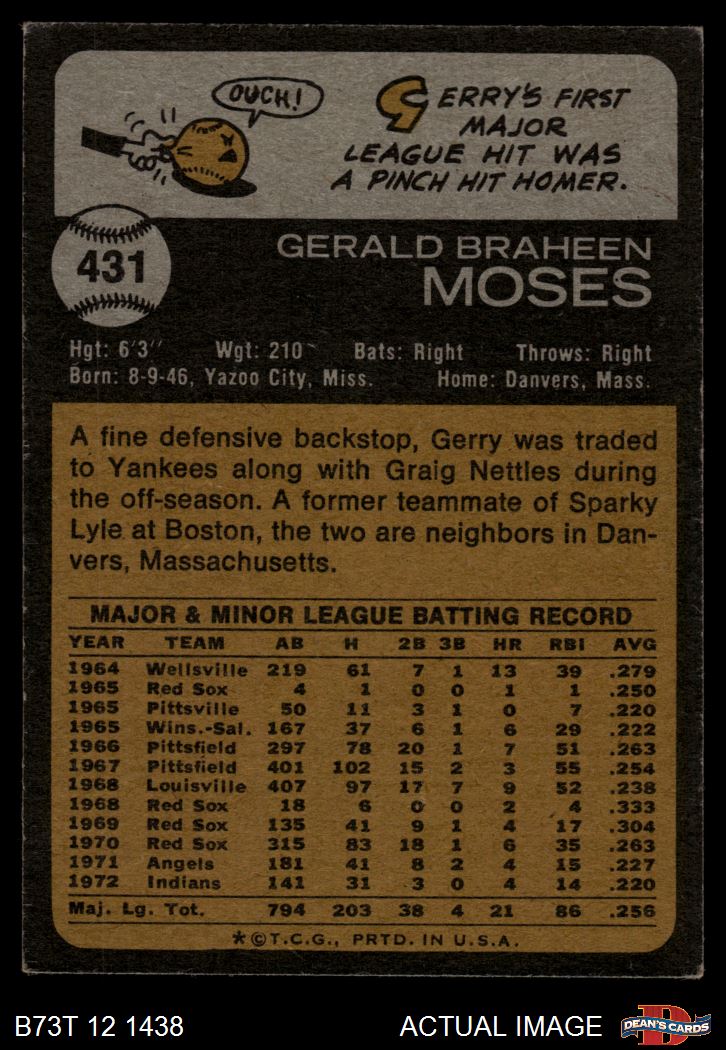 OUCH!
GERRY'S FIRST
MAJOR
LEAGUE HIT WAS
A PINCH HIT HOMER.
431
GERALD BRAHEEN
MOSES
Hgt: 6'3" Wgt: 210 Bats: Right Throws: Right
Born: 8-9-46, Yazoo City, Miss. Home: Danvers, Mass.
A fine defensive backstop, Gerry was traded
to Yankees along with Graig Nettles during
the off-season. A former teammate of Sparky
Lyle at Boston, the two are neighbors in Dan-
vers, Massachusetts.
MAJOR & MINOR LEAGUE BATTING RECORD
YEAR TEAM AB H 2B 3B HR RBI AVG
1964 Wellsville 219 61 7 1 13 39 .279
1965 Red Sox 4 1 0 0 1 1 .250
1965 Pittsville 50 11 3 1 0 7 .220
1965 Wins.-Sal. 167 37 6 1 6 29 .222
1966 Pittsfield 297 78 20 1 7 51 .263
1967 Pittsfield 401 102 15 2 3 55 .254
1968 Louisville 407 97 17 7 9 52 .238
1968 Red Sox 18 6 0 0 2 4 .333
1969 Red Sox 135 41 9 1 4 17 .304
1970 Red Sox 315 83 18 1 6 35 .263
1971 Angels 181 41 8 2 4 15 .227
1972 Indians 141 31 3 0 4 14 .220
Maj. Lg. Tot. 794 203 38 4 21 86 .256
*©T.C.G., PRTD. IN U.S.A.
B73T 12 1438 ACTUAL IMAGE D DEAN'S CARDS